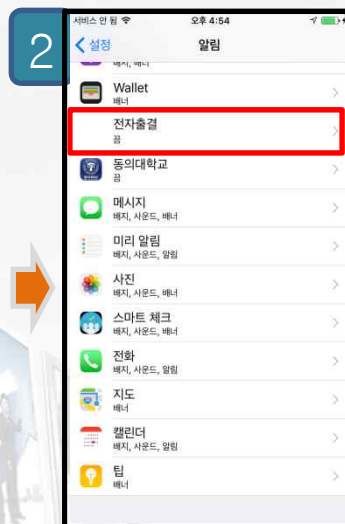 2
서비스 안 됨 오후 4:54
설정 알림
배지, 배너
Wallet
배너
전자출결
끔
동의대학교
끔
메시지
배지, 사운드, 배너
미리 알림
배지, 사운드, 알림
사진
배지, 사운드, 배너
스마트 체크
배지, 사운드, 배너
전화
배지, 사운드, 알림
지도
배너
캘린더
배지, 사운드, 알림
팁
배너